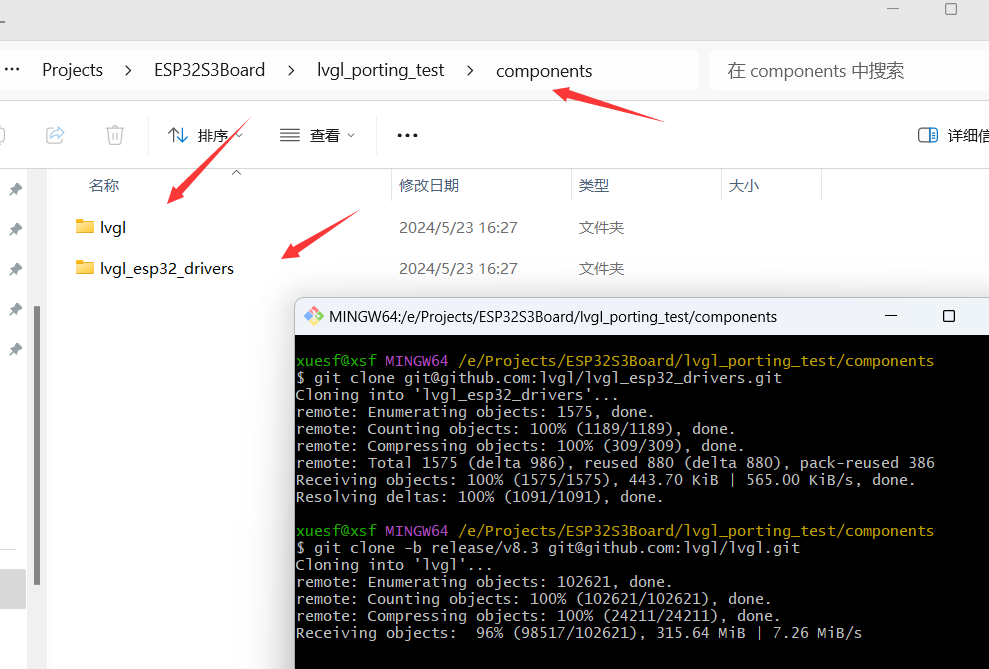 ··· Projects > ESP32S3Board > lvgl_porting_test > components
在 components 中搜索
排序 查看 ··· 详细信
名称 修改日期 类型 大小
lvgl 2024/5/23 16:27 文件夹
lvgl_esp32_drivers 2024/5/23 16:27 文件夹
MINGW64:/e/Projects/ESP32S3Board/lvgl_porting_test/components
xuesf@xsf MINGW64 /e/Projects/ESP32S3Board/lvgl_porting_test/components
$ git clone git@github.com:lvgl/lvgl_esp32_drivers.git
Cloning into 'lvgl_esp32_drivers'...
remote: Enumerating objects: 1575, done.
remote: Counting objects: 100% (1189/1189), done.
remote: Compressing objects: 100% (309/309), done.
remote: Total 1575 (delta 986), reused 880 (delta 880), pack-reused 386
Receiving objects: 100% (1575/1575), 443.70 KiB | 565.00 KiB/s, done.
Resolving deltas: 100% (1091/1091), done.
xuesf@xsf MINGW64 /e/Projects/ESP32S3Board/lvgl_porting_test/components
$ git clone -b release/v8.3 git@github.com:lvgl/lvgl.git
Cloning into 'lvgl'...
remote: Enumerating objects: 102621, done.
remote: Counting objects: 100% (102621/102621), done.
remote: Compressing objects: 100% (24211/24211), done.
Receiving objects:  96% (98517/102621), 315.64 MiB | 7.26 MiB/s